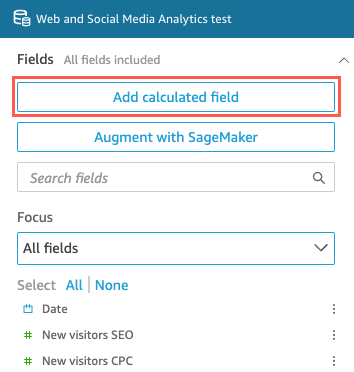 Web and Social Media Analytics test
Fields All fields included
Add calculated field
Augment with SageMaker
Search fields
Focus
All fields
Select All None
Date
New visitors SEO
New visitors CPC